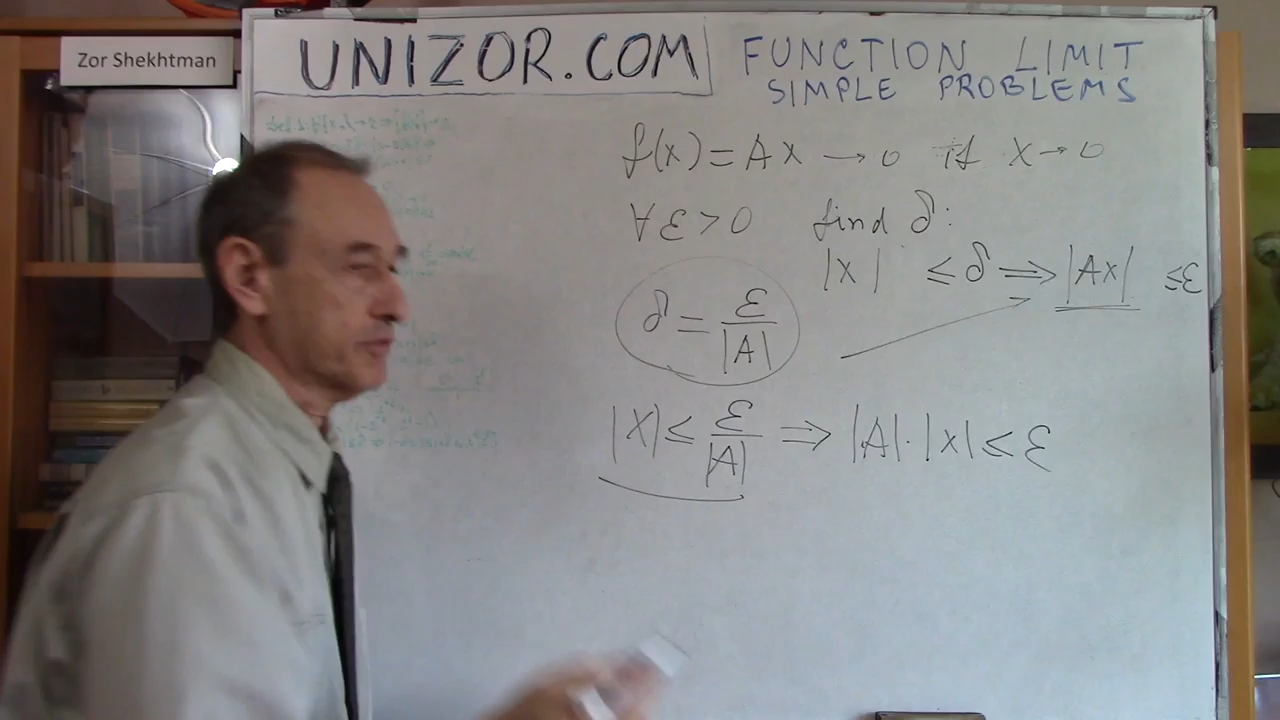 Zor Shekhtman
UNIZOR.COM
FUNCTION LIMIT
SIMPLE PROBLEMS
f(x) = Ax → 0 if x → 0
∀ε > 0 find δ:
|x| ≤ δ ⇒ |Ax| ≤ ε
δ = ε/|A|
|x| ≤ ε/|A| ⇒ |A|·|x| ≤ ε